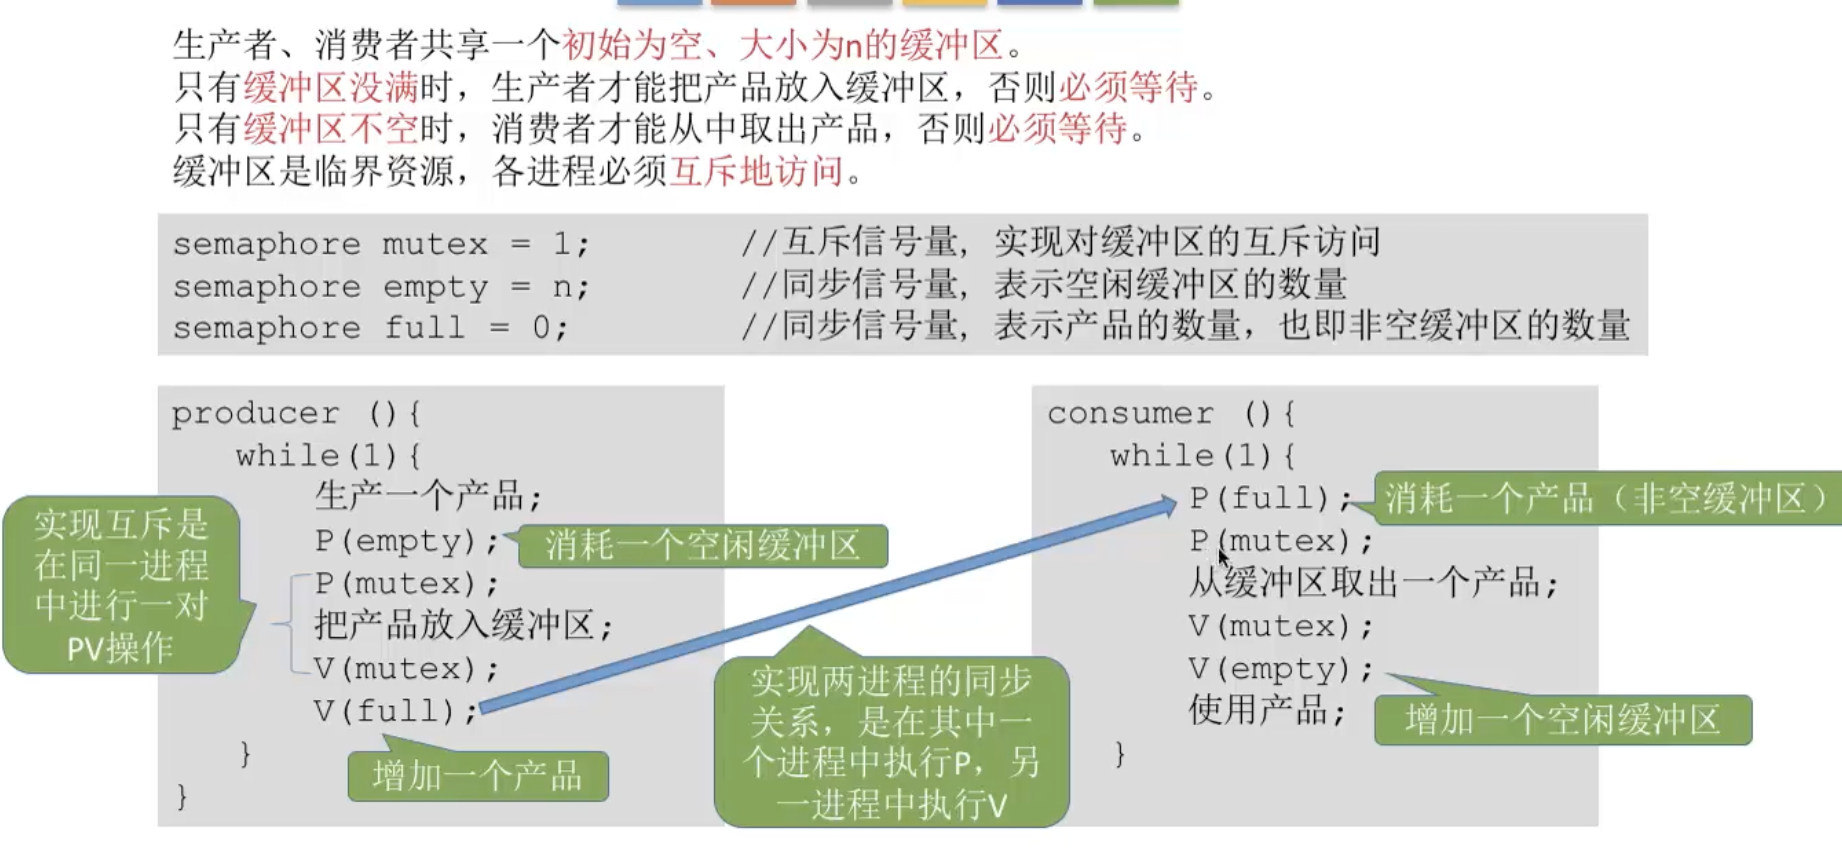 生产者、消费者共享一个初始为空、大小为n的缓冲区。
只有缓冲区没满时，生产者才能把产品放入缓冲区，否则必须等待。
只有缓冲区不空时，消费者才能从中取出产品，否则必须等待。
缓冲区是临界资源，各进程必须互斥地访问。
semaphore mutex = 1; //互斥信号量，实现对缓冲区的互斥访问
semaphore empty = n; //同步信号量，表示空闲缓冲区的数量
semaphore full = 0; //同步信号量，表示产品的数量，也即非空缓冲区的数量
producer (){
while(1){
生产一个产品;
P(empty);
消耗一个空闲缓冲区
P(mutex);
把产品放入缓冲区;
V(mutex);
V(full);
增加一个产品
}
}
实现互斥是
在同一进程
中进行一对
PV操作
实现两进程的同步
关系，是在其中一
个进程中执行P，另
一进程中执行V
consumer (){
while(1){
P(full);
消耗一个产品（非空缓冲区）
P(mutex);
从缓冲区取出一个产品;
V(mutex);
V(empty);
增加一个空闲缓冲区
使用产品;
}